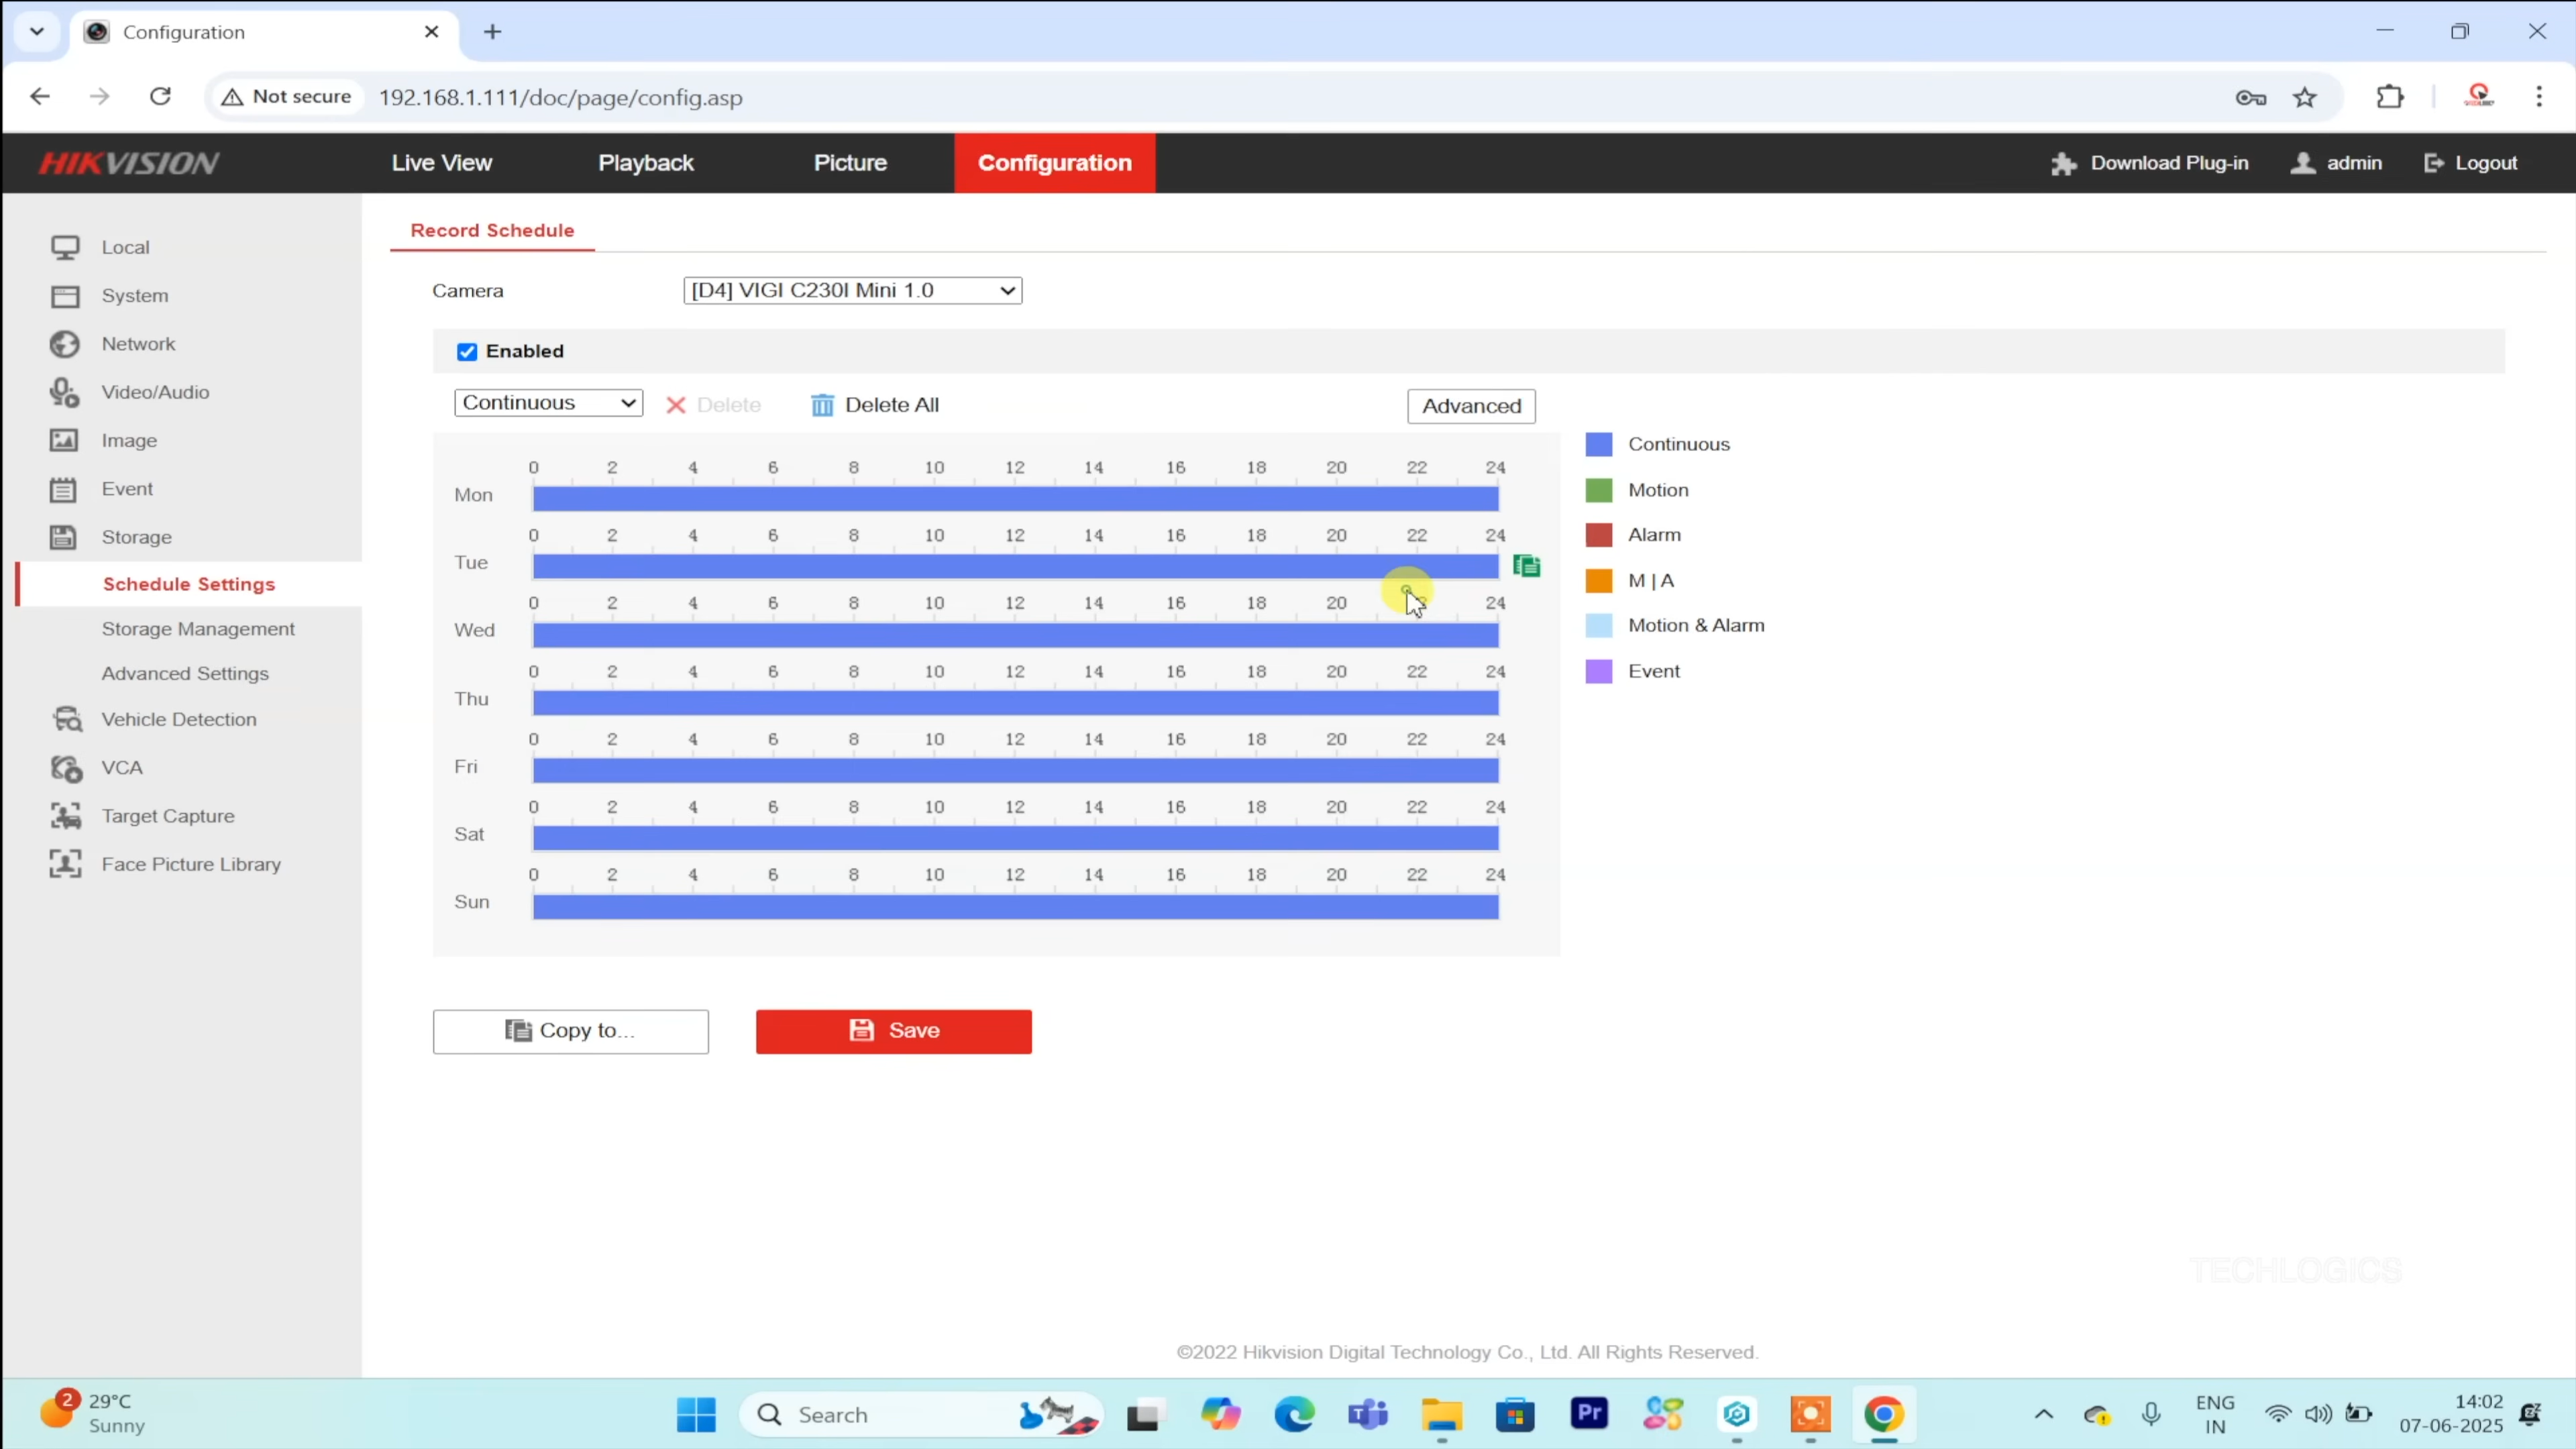 Configuration
Not secure 192.168.1.111/doc/page/config.asp
HIKVISION Live View Playback Picture Configuration Download Plug-in admin Logout
Local
System
Network
Video/Audio
Image
Event
Storage
Schedule Settings
Storage Management
Advanced Settings
Vehicle Detection
VCA
Target Capture
Face Picture Library
Record Schedule
Camera [D4] VIGI C230I Mini 1.0
Enabled
Continuous Delete Delete All Advanced
0 2 4 6 8 10 12 14 16 18 20 22 24
Mon
0 2 4 6 8 10 12 14 16 18 20 22 24
Tue
0 2 4 6 8 10 12 14 16 18 20 22 24
Wed
0 2 4 6 8 10 12 14 16 18 20 22 24
Thu
0 2 4 6 8 10 12 14 16 18 20 22 24
Fri
0 2 4 6 8 10 12 14 16 18 20 22 24
Sat
0 2 4 6 8 10 12 14 16 18 20 22 24
Sun
Continuous
Motion
Alarm
M | A
Motion & Alarm
Event
Copy to... Save
TECHLOGICS
©2022 Hikvision Digital Technology Co., Ltd. All Rights Reserved.
2 29°C
Sunny
Search
Pr
ENG
IN
14:02
07-06-2025